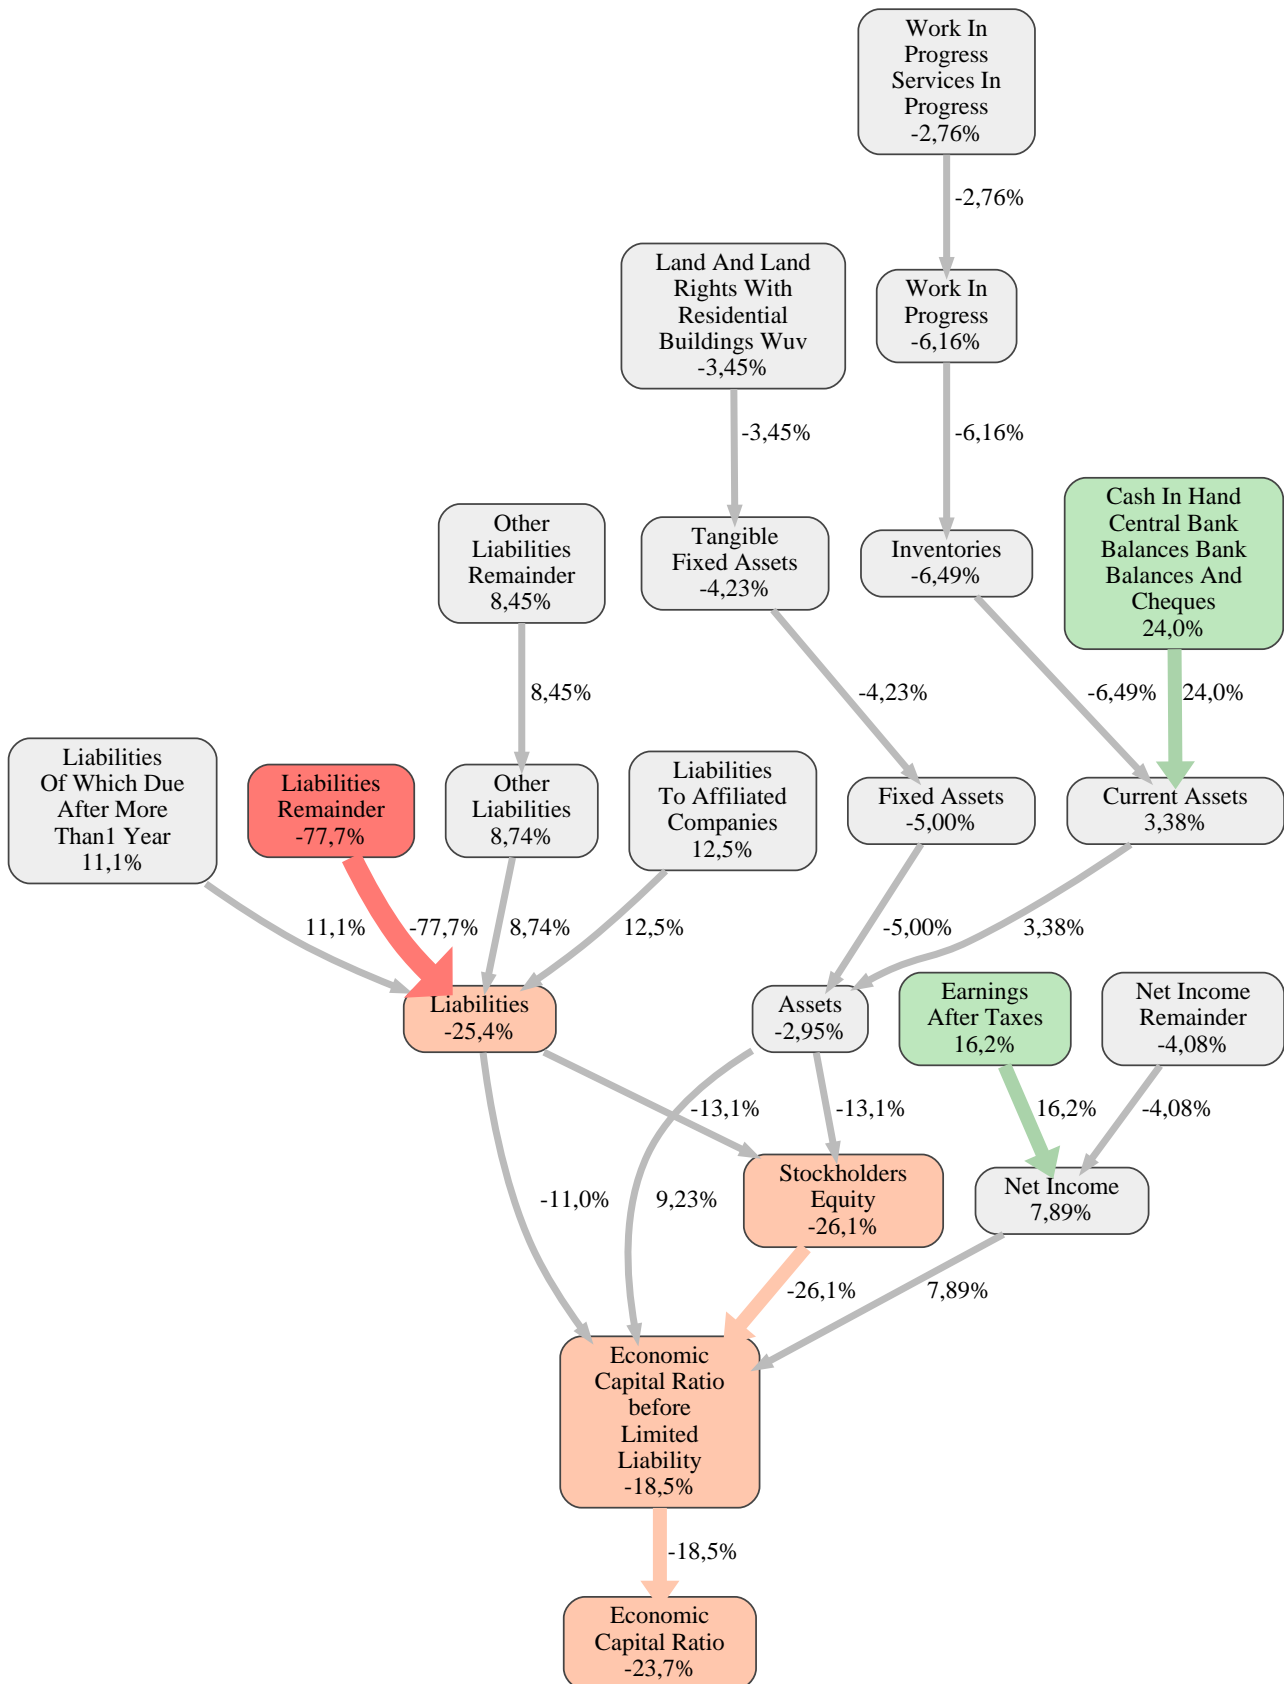 Work In
Progress
Services In
Progress
-2,76%
-2,76%
Land And Land
Rights With
Residential
Buildings Wuv
-3,45%
Work In
Progress
-6,16%
-3,45%
-6,16%
Cash In Hand
Central Bank
Balances Bank
Balances And
Cheques
24,0%
Other
Liabilities
Remainder
8,45%
Tangible
Fixed Assets
-4,23%
Inventories
-6,49%
8,45%
-4,23%
-6,49%
24,0%
Liabilities
Of Which Due
After More
Than1 Year
11,1%
Liabilities
Remainder
-77,7%
Other
Liabilities
8,74%
Liabilities
To Affiliated
Companies
12,5%
Fixed Assets
-5,00%
Current Assets
3,38%
11,1%
-77,7%
8,74%
12,5%
-5,00%
3,38%
Liabilities
-25,4%
Assets
-2,95%
Earnings
After Taxes
16,2%
Net Income
Remainder
-4,08%
-13,1%
-13,1%
16,2%
-4,08%
Stockholders
Equity
-26,1%
Net Income
7,89%
-11,0%
9,23%
-26,1%
7,89%
Economic
Capital Ratio
before
Limited
Liability
-18,5%
-18,5%
Economic
Capital Ratio
-23,7%